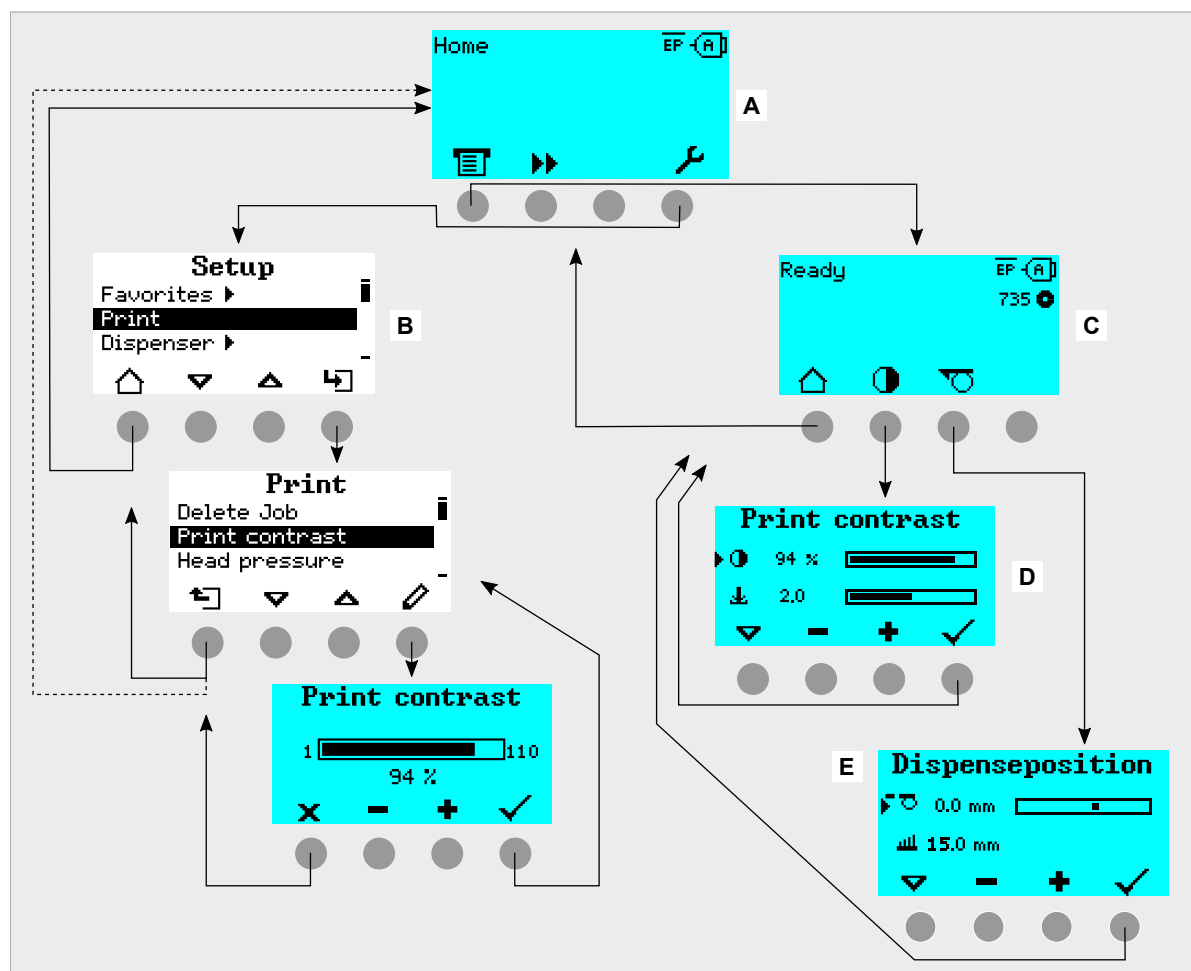 Home EP A
A
Setup
Favorites
Print
Dispenser
B
Ready EP A
735
C
Print
Delete Job
Print contrast
Head pressure
Print contrast
94 %
2,0
D
Print contrast
1 110
94 %
E
Dispenseposition
0.0 mm
15.0 mm